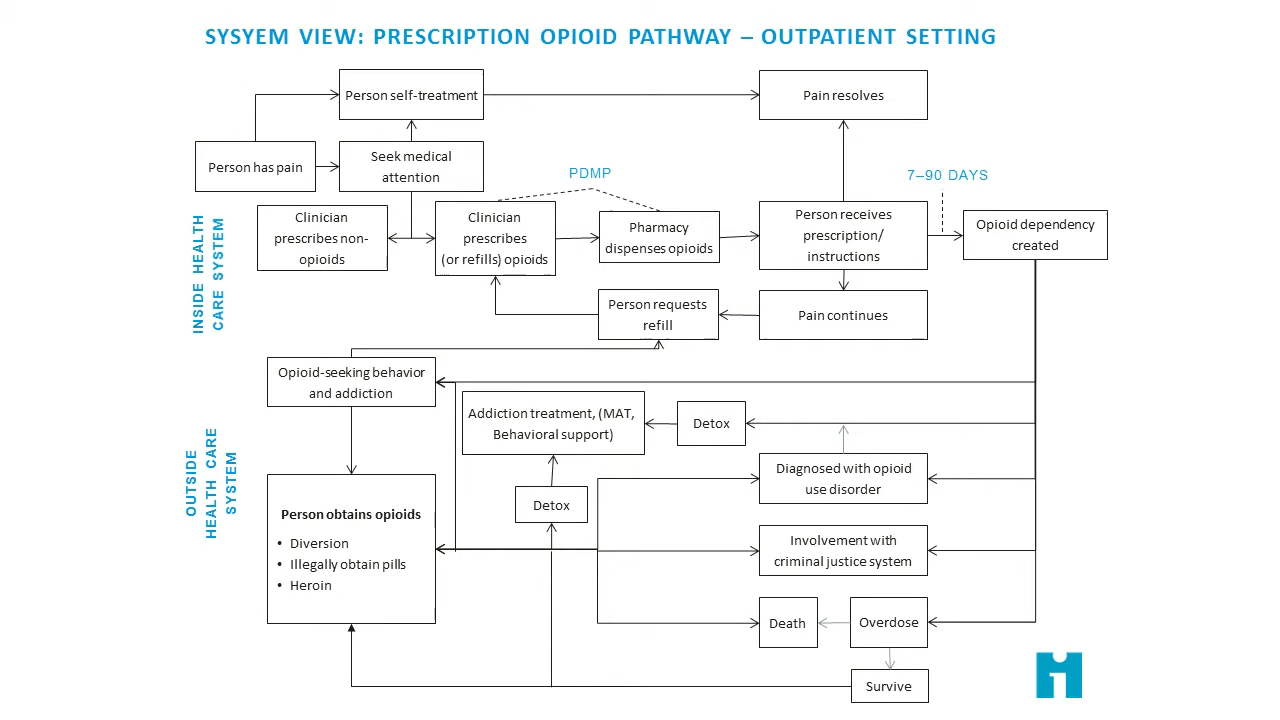 SYSYEM VIEW: PRESCRIPTION OPIOID PATHWAY – OUTPATIENT SETTING
Person self-treatment
Pain resolves
Person has pain
Seek medical
attention
PDMP
7–90 DAYS
INSIDE HEALTH
CARE SYSTEM
Clinician
prescribes non-
opioids
Clinician
prescribes
(or refills) opioids
Pharmacy
dispenses opioids
Person receives
prescription/
instructions
Opioid dependency
created
Person requests
refill
Pain continues
Opioid-seeking behavior
and addiction
Addiction treatment, (MAT,
Behavioral support)
Detox
OUTSIDE
HEALTH CARE
SYSTEM
Diagnosed with opioid
use disorder
Detox
Person obtains opioids
• Diversion
• Illegally obtain pills
• Heroin
Involvement with
criminal justice system
Death
Overdose
Survive